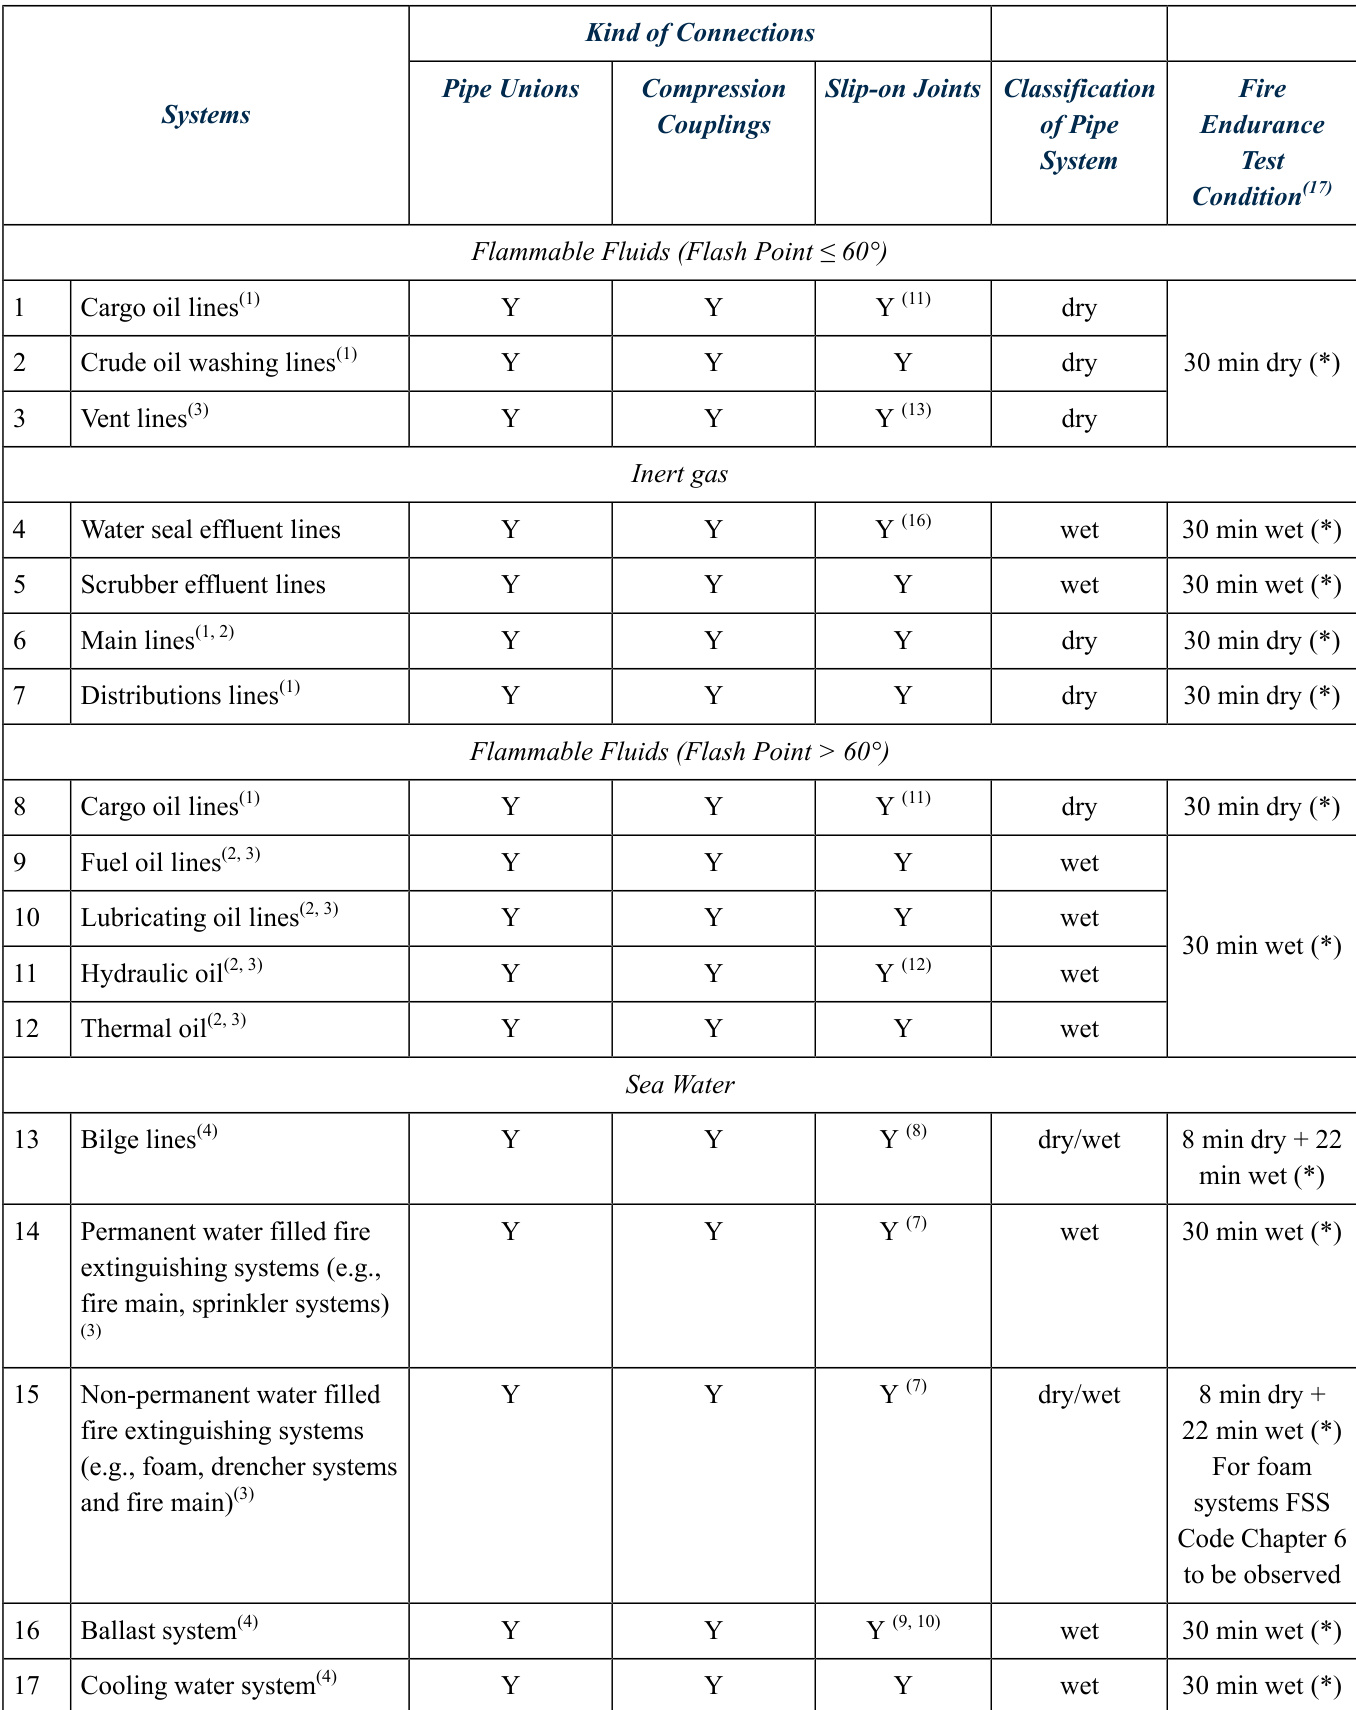 Systems
Kind of Connections
Pipe Unions
Compression
Couplings
Slip-on Joints
Classification
of Pipe
System
Fire
Endurance
Test
Condition(17)
Flammable Fluids (Flash Point ≤ 60°)
1 Cargo oil lines(1) Y Y Y (11) dry
2 Crude oil washing lines(1) Y Y Y dry 30 min dry (*)
3 Vent lines(3) Y Y Y (13) dry
Inert gas
4 Water seal effluent lines Y Y Y (16) wet 30 min wet (*)
5 Scrubber effluent lines Y Y Y wet 30 min wet (*)
6 Main lines(1, 2) Y Y Y dry 30 min dry (*)
7 Distributions lines(1) Y Y Y dry 30 min dry (*)
Flammable Fluids (Flash Point > 60°)
8 Cargo oil lines(1) Y Y Y (11) dry 30 min dry (*)
9 Fuel oil lines(2, 3) Y Y Y wet
10 Lubricating oil lines(2, 3) Y Y Y wet
30 min wet (*)
11 Hydraulic oil(2, 3) Y Y Y (12) wet
12 Thermal oil(2, 3) Y Y Y wet
Sea Water
13 Bilge lines(4) Y Y Y (8) dry/wet 8 min dry + 22
min wet (*)
14 Permanent water filled fire Y Y Y (7) wet 30 min wet (*)
extinguishing systems (e.g.,
fire main, sprinkler systems)
(3)
15 Non-permanent water filled Y Y Y (7) dry/wet 8 min dry +
fire extinguishing systems 22 min wet (*)
(e.g., foam, drencher systems For foam
and fire main)(3) systems FSS
Code Chapter 6
to be observed
16 Ballast system(4) Y Y Y (9, 10) wet 30 min wet (*)
17 Cooling water system(4) Y Y Y wet 30 min wet (*)